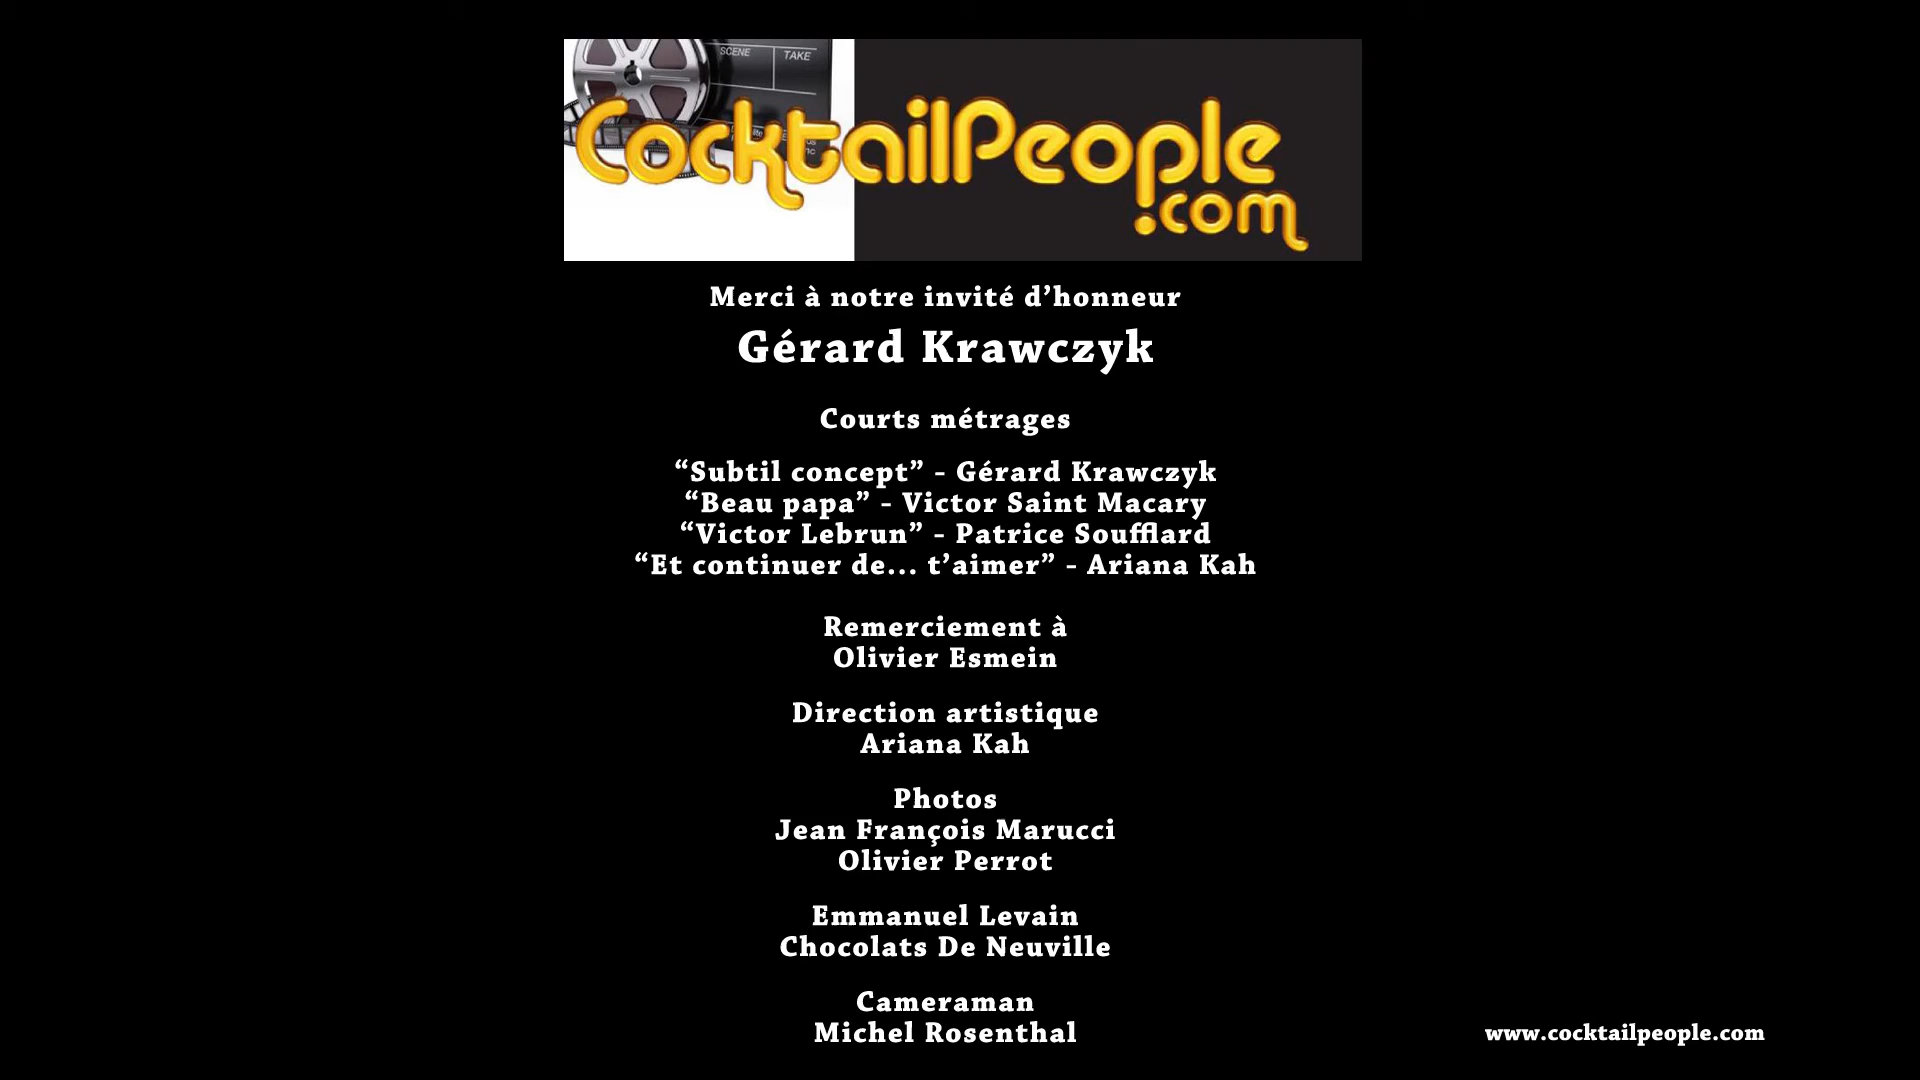 SCENE TAKE
CocktailPeople
.com
Merci à notre invité d’honneur
Gérard Krawczyk
Courts métrages
“Subtil concept” - Gérard Krawczyk
“Beau papa” - Victor Saint Macary
“Victor Lebrun” - Patrice Soufflard
“Et continuer de... t’aimer” - Ariana Kah
Remerciement à
Olivier Esmein
Direction artistique
Ariana Kah
Photos
Jean François Marucci
Olivier Perrot
Emmanuel Levain
Chocolats De Neuville
Cameraman
Michel Rosenthal
www.cocktailpeople.com